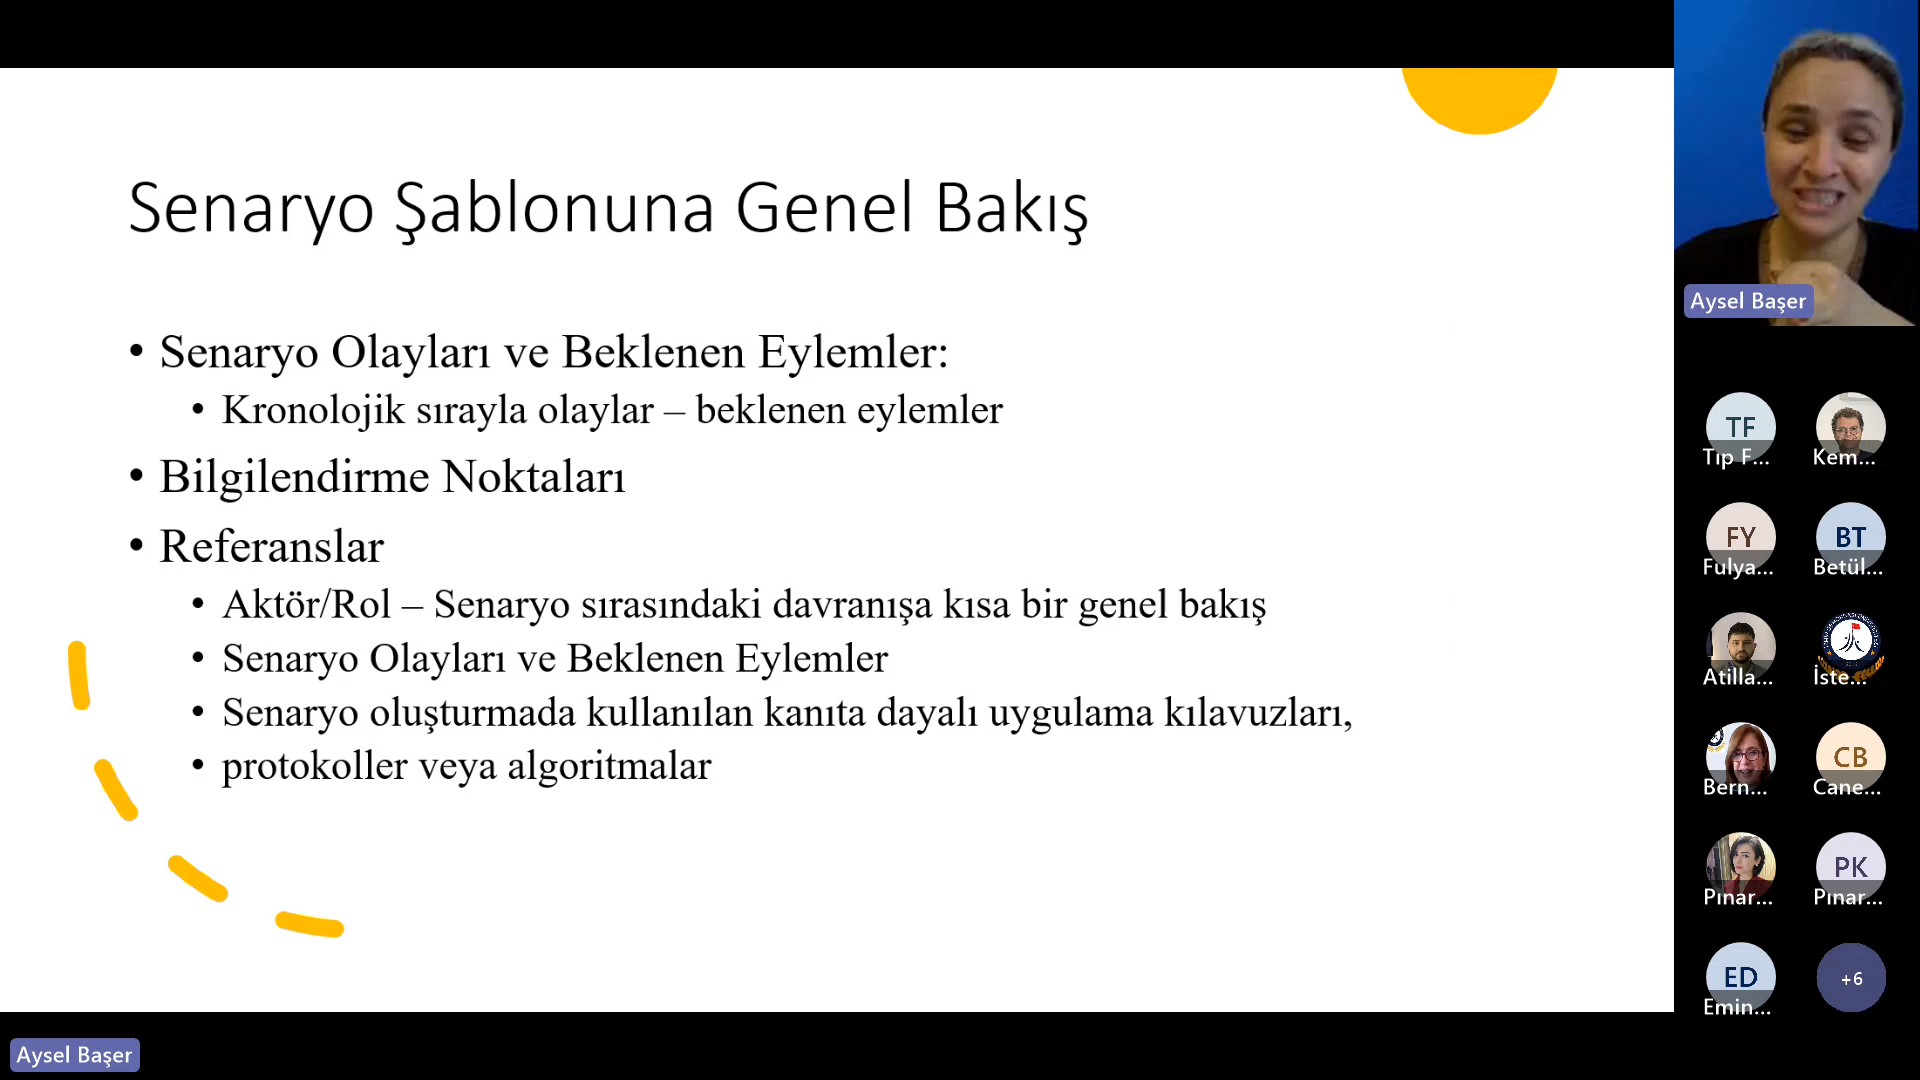 Senaryo Şablonuna Genel Bakış
• Senaryo Olayları ve Beklenen Eylemler:
• Kronolojik sırayla olaylar – beklenen eylemler
• Bilgilendirme Noktaları
• Referanslar
• Aktör/Rol – Senaryo sırasındaki davranışa kısa bir genel bakış
• Senaryo Olayları ve Beklenen Eylemler
• Senaryo oluşturmada kullanılan kanıta dayalı uygulama kılavuzları,
• protokoller veya algoritmalar
Aysel Başer
TF
Tıp F...
Kem...
FY
Fulya...
BT
Betül...
Atilla...
İste...
Bern...
CB
Cane...
Pınar...
PK
Pınar...
ED
Emin...
+6
Aysel Başer